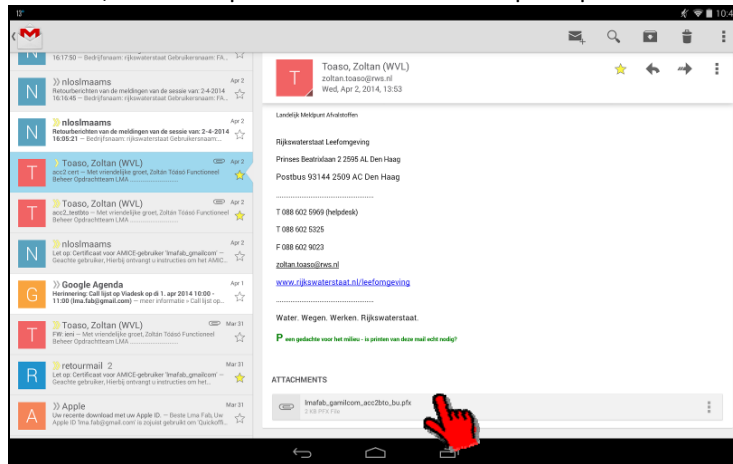 12°
10:4
16:17:50 – Bedrijfsnaam: rijkswaterstaat Gebruikersnaam: FA..
nloslmaams Apr 2
Retourberichten van de meldingen van de sessie van: 2-4-2014
16:16:45 – Bedrijfsnaam: rijkswaterstaat Gebruikersnaam: FA..
nloslmaams Apr 2
Retourberichten van de meldingen van de sessie van: 2-4-2014
16:05:21 – Bedrijfsnaam: rijkswaterstaat Gebruikersnaam:...
Toaso, Zoltan (WVL) Apr 2
acc2 cert – Met vriendelijke groet, Zoltán Tóásó Functioneel
Beheer Opdrachtteam LMA
Toaso, Zoltan (WVL) Apr 2
acc2_testbto – Met vriendelijke groet, Zoltán Tóásó Functioneel
Beheer Opdrachtteam LMA
nloslmaams Apr 2
Let op: Certificaat voor AMICE-gebruiker 'lmafab_gmailcom' –
Geachte gebruiker, Hierbij ontvangt u instructies om het AMIC..
Google Agenda Apr 1
Herinnering: Call lijst op Viadesk op di 1. apr 2014 10:00 -
11:00 (lma.fab@gmail.com) – meer informatie » Call lijst op...
Toaso, Zoltan (WVL) Mar 31
FW: iemi – Met vriendelijke groet, Zoltán Tóásó Functioneel
Beheer Opdrachtteam LMA
retourmail 2 Mar 31
Let op: Certificaat voor AMICE-gebruiker 'lmafab_gmailcom' –
Geachte gebruiker, Hierbij ontvangt u instructies om het...
Apple Mar 31
Uw recente download met uw Apple ID. – Beste Lma Fab, Uw
Apple ID 'lma.fab@gmail.com' is zojuist gebruikt om 'Quickoffi..
Toaso, Zoltan (WVL)
zoltan.toaso@rws.nl
Wed, Apr 2, 2014, 13:53
Landelijk Meldpunt Afvalstoffen
Rijkswaterstaat Leefomgeving
Prinses Beatrixlaan 2 2595 AL Den Haag
Postbus 93144 2509 AC Den Haag
T 088 602 5969 (helpdesk)
T 088 602 5325
F 088 602 9023
zoltan.toaso@rws.nl
www.rijkswaterstaat.nl/leefomgeving
Water. Wegen. Werken. Rijkswaterstaat.
P een gedachte voor het milieu - is printen van deze mail echt nodig?
ATTACHMENTS
lmafab_gamilcom_acc2bto_bu.pfx
2 KB PFX File